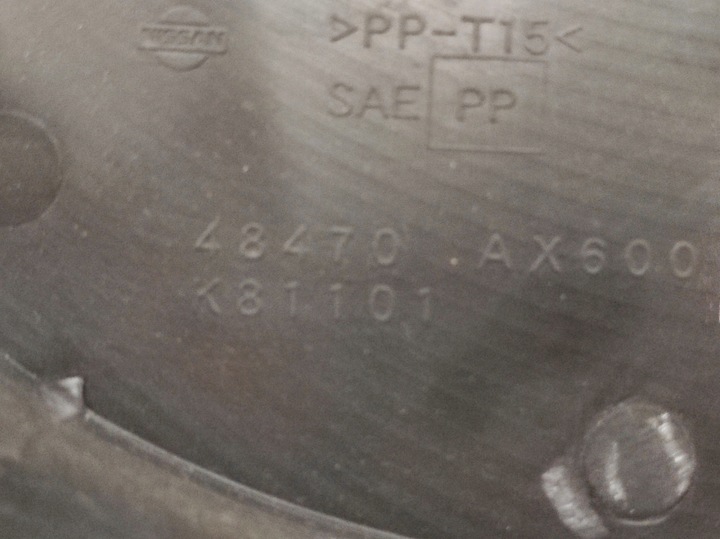 NISSAN
>PP-T15<
SAE PP
48470 AX600
K81101